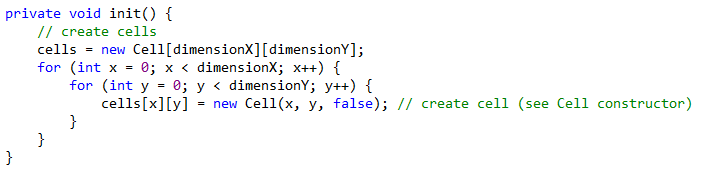 private void init() {
    // create cells
    cells = new Cell[dimensionX][dimensionY];
    for (int x = 0; x < dimensionX; x++) {
        for (int y = 0; y < dimensionY; y++) {
            cells[x][y] = new Cell(x, y, false); // create cell (see Cell constructor)
        }
    }
}